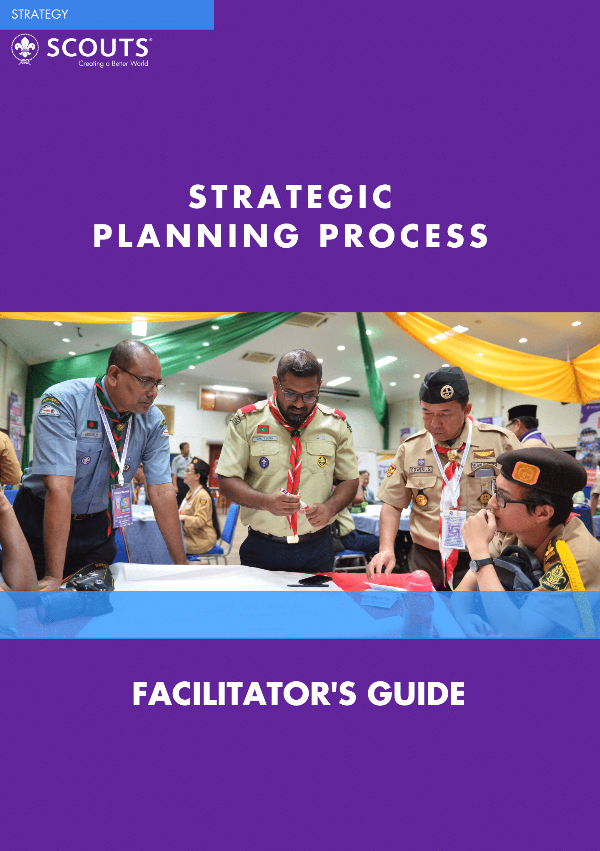 STRATEGY
SCOUTS®
Creating a Better World
STRATEGIC
PLANNING PROCESS
FACILITATOR'S GUIDE